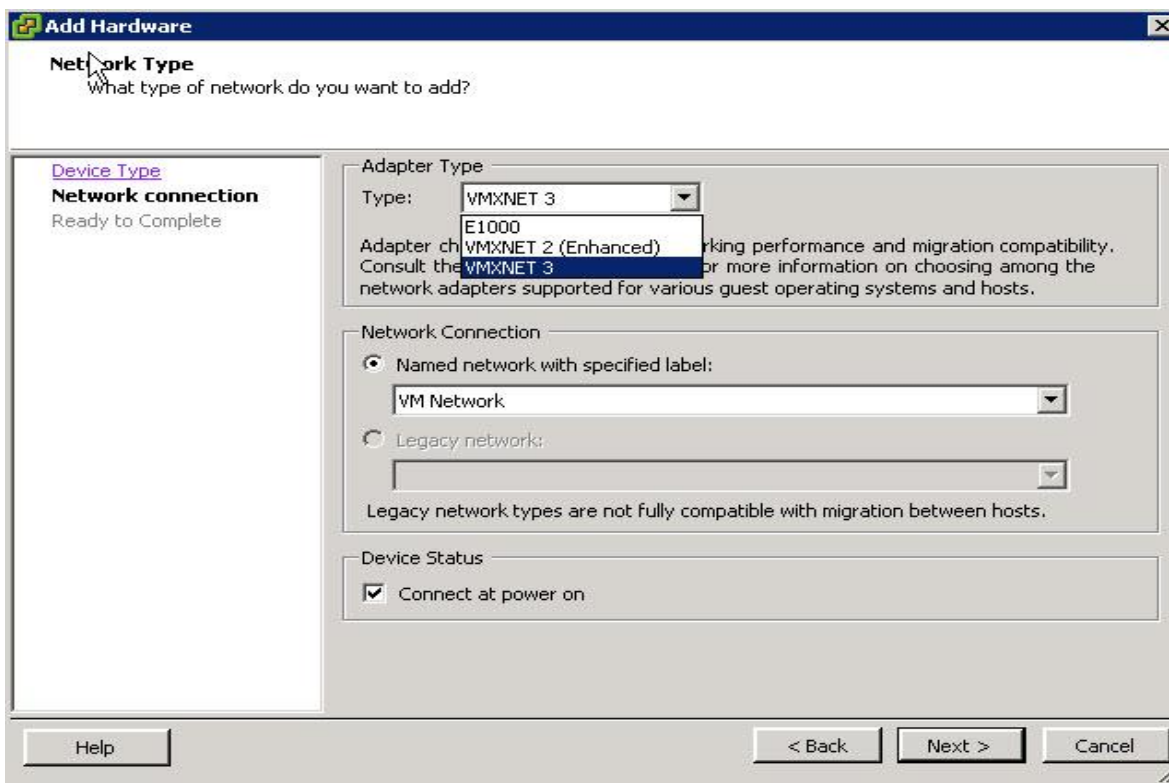 Add Hardware
Network Type
What type of network do you want to add?
Device Type
Network connection
Ready to Complete
Adapter Type
Type: VMXNET 3
E1000
VMXNET 2 (Enhanced)
VMXNET 3
Adapter ch rking performance and migration compatibility.
Consult the or more information on choosing among the
network adapters supported for various guest operating systems and hosts.
Network Connection
Named network with specified label:
VM Network
Legacy network:
Legacy network types are not fully compatible with migration between hosts.
Device Status
Connect at power on
Help
< Back
Next >
Cancel